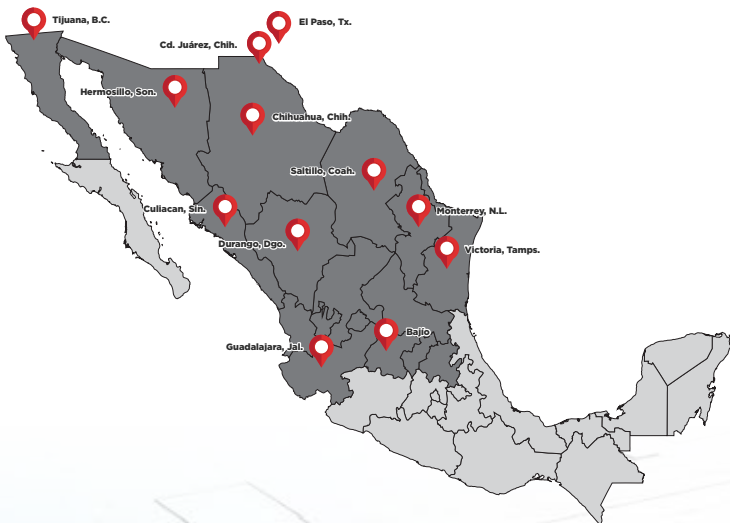 Tijuana, B.C.
El Paso, Tx.
Cd. Juárez, Chih.
Hermosillo, Son.
Chihuahua, Chih.
Saltillo, Coah.
Culiacan, Sin.
Monterrey, N.L.
Durango, Dgo.
Victoria, Tamps.
Bajío
Guadalajara, Jal.